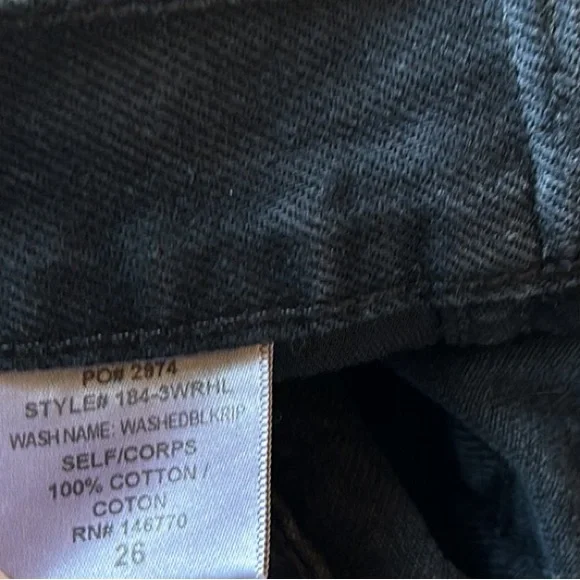 PO# 2974
STYLE# 184-3WRHL
WASH NAME: WASHEDBLKRIP
SELF/CORPS
100% COTTON /
COTON
RN# 146770
26